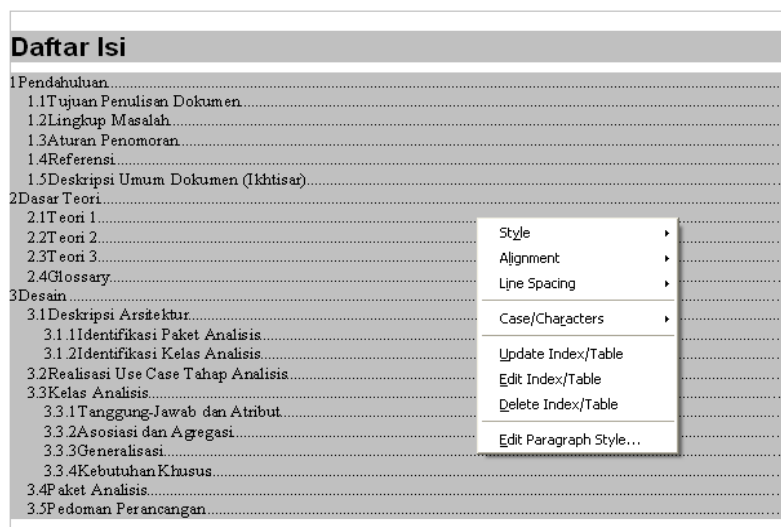 Daftar Isi
1Pendahuluan
1.1Tujuan Penulisan Dokumen
1.2Lingkup Masalah
1.3Aturan Penomoran
1.4Referensi
1.5Deskripsi Umum Dokumen (Ikhtisar)
2Dasar Teori
2.1Teori 1
2.2Teori 2
2.3Teori 3
2.4Glossary
3Desain
3.1Deskripsi Arsitektur
3.1.1Identifikasi Paket Analisis
3.1.2Identifikasi Kelas Analisis
3.2Realisasi Use Case Tahap Analisis
3.3Kelas Analisis
3.3.1Tanggung-Jawab dan Atribut
3.3.2Asosiasi dan Agregasi
3.3.3Generalisasi
3.3.4Kebutuhan Khusus
3.4Paket Analisis
3.5Pedoman Perancangan
Style
Alignment
Line Spacing
Case/Characters
Update Index/Table
Edit Index/Table
Delete Index/Table
Edit Paragraph Style...